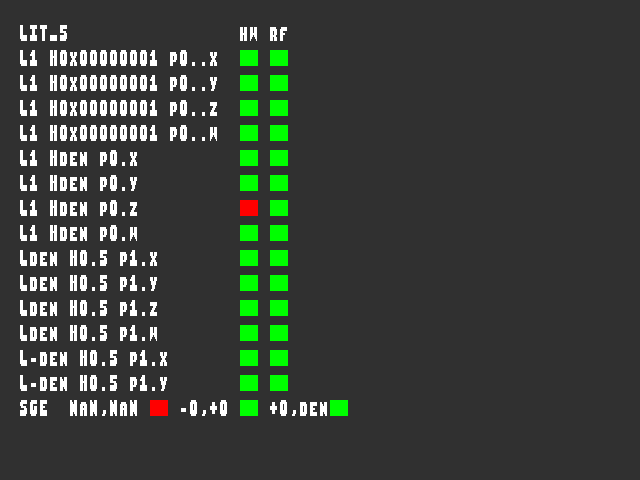 LIT_5 HW RF
L1 H0x00000001 p0..x
L1 H0x00000001 p0..y
L1 H0x00000001 p0..z
L1 H0x00000001 p0..w
L1 Hden p0.x
L1 Hden p0.y
L1 Hden p0.z
L1 Hden p0.w
Lden H0.5 p1.x
Lden H0.5 p1.y
Lden H0.5 p1.z
Lden H0.5 p1.w
L-den H0.5 p1.x
L-den H0.5 p1.y
SGE NaN,NaN -0,+0 +0,den